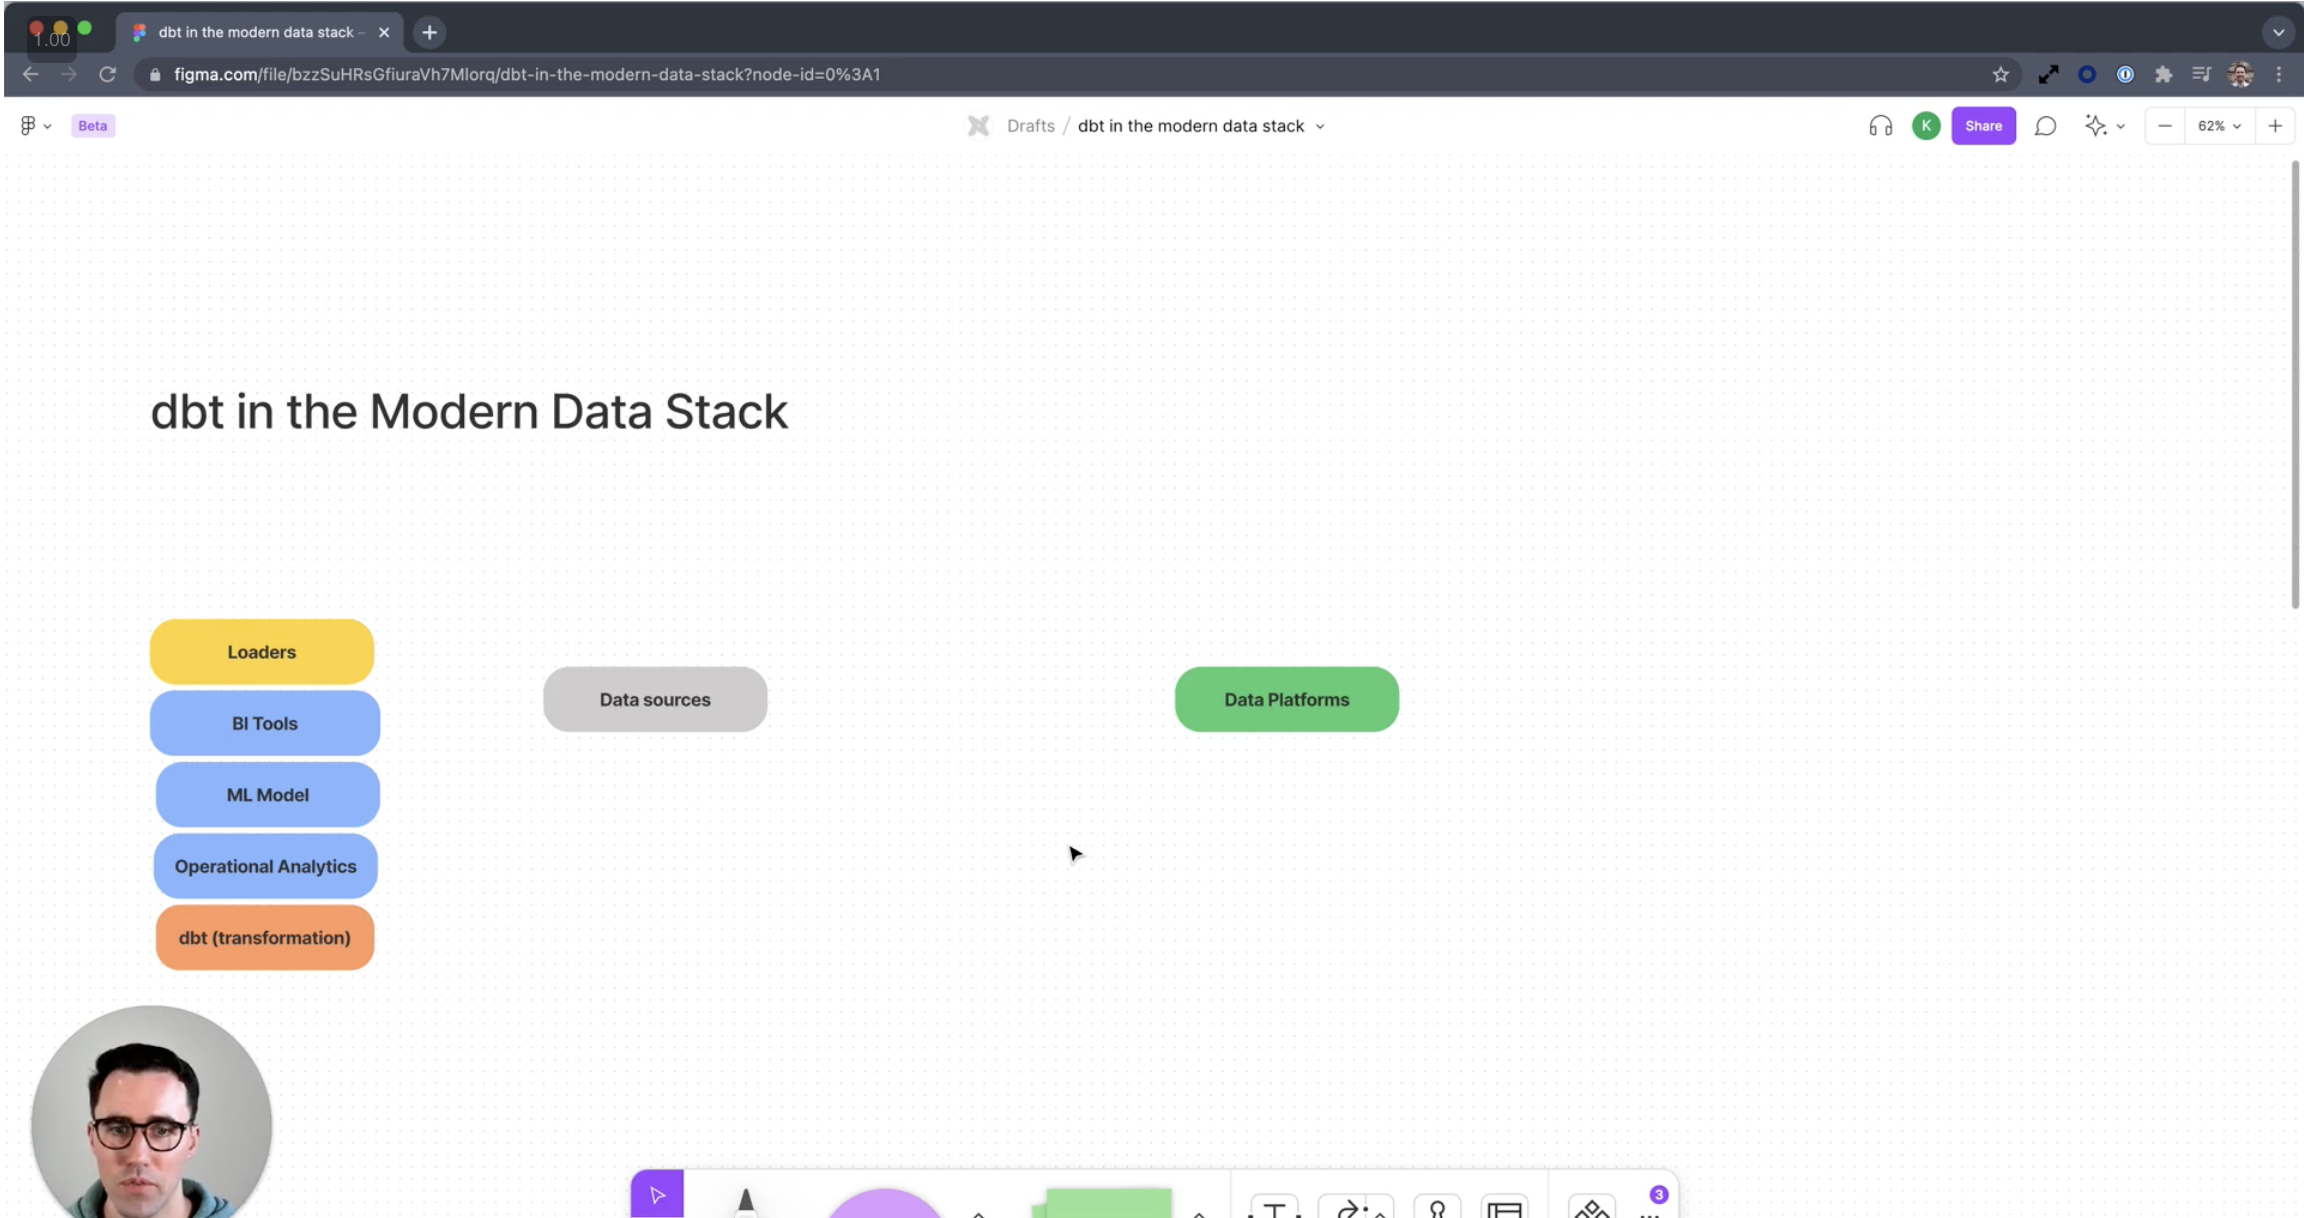 1.00
dbt in the modern data stack –
figma.com/file/bzzSuHRsGfiuraVh7Mlorq/dbt-in-the-modern-data-stack?node-id=0%3A1
Beta
Drafts / dbt in the modern data stack
K
Share
62%
dbt in the Modern Data Stack
Loaders
BI Tools
ML Model
Operational Analytics
dbt (transformation)
Data sources
Data Platforms
T
3